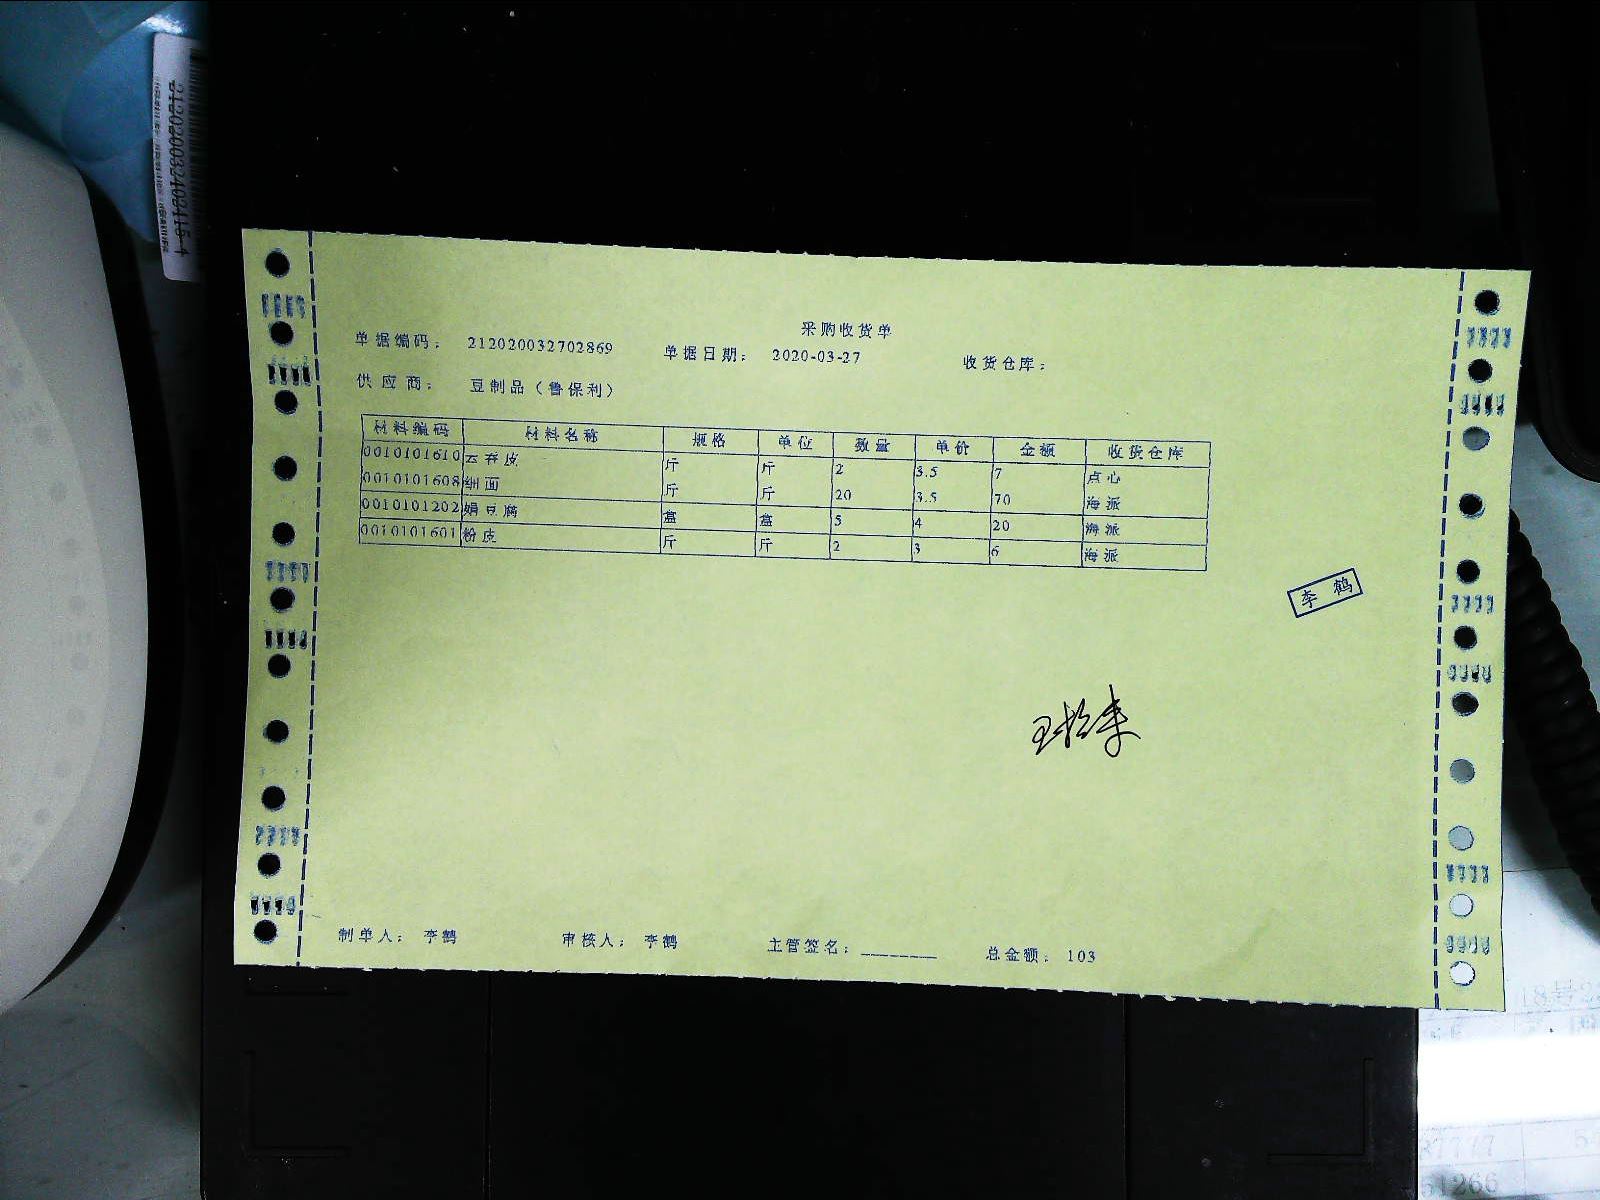 采购收货单
单据编码： 212020032702869 单据日期： 2020-03-27 收货仓库：
供应商： 豆制品（鲁保利）
材料编码 材料名称 规格 单位 数量 单价 金额 收货仓库
0010101610 云吞皮 斤 斤 2 3.5 7 点心
0010101608 细面 斤 斤 20 3.5 70 海派
0010101202 娟豆腐 盒 盒 5 4 20 海派
0010101601 粉皮 斤 斤 2 3 6 海派
李鹤
制单人： 李鹤 审核人： 李鹤 主管签名：________ 总金额： 103